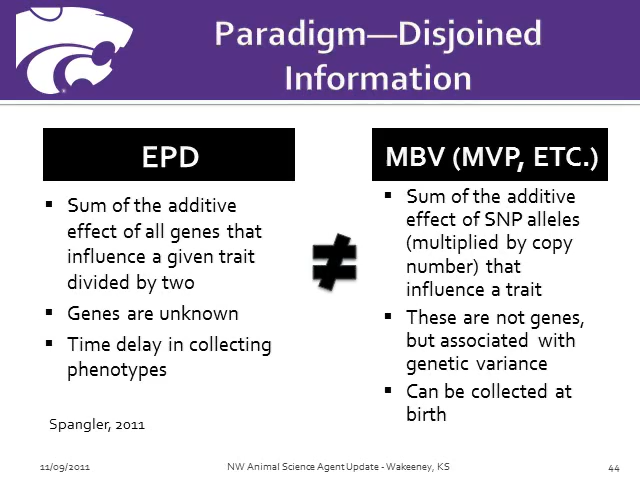 Paradigm—Disjoined
Information
EPD
▪ Sum of the additive
effect of all genes that
influence a given trait
divided by two
▪ Genes are unknown
▪ Time delay in collecting
phenotypes
Spangler, 2011
≠
MBV (MVP, ETC.)
▪ Sum of the additive
effect of SNP alleles
(multiplied by copy
number) that
influence a trait
▪ These are not genes,
but associated with
genetic variance
▪ Can be collected at
birth
11/09/2011
NW Animal Science Agent Update - Wakeeney, KS
44